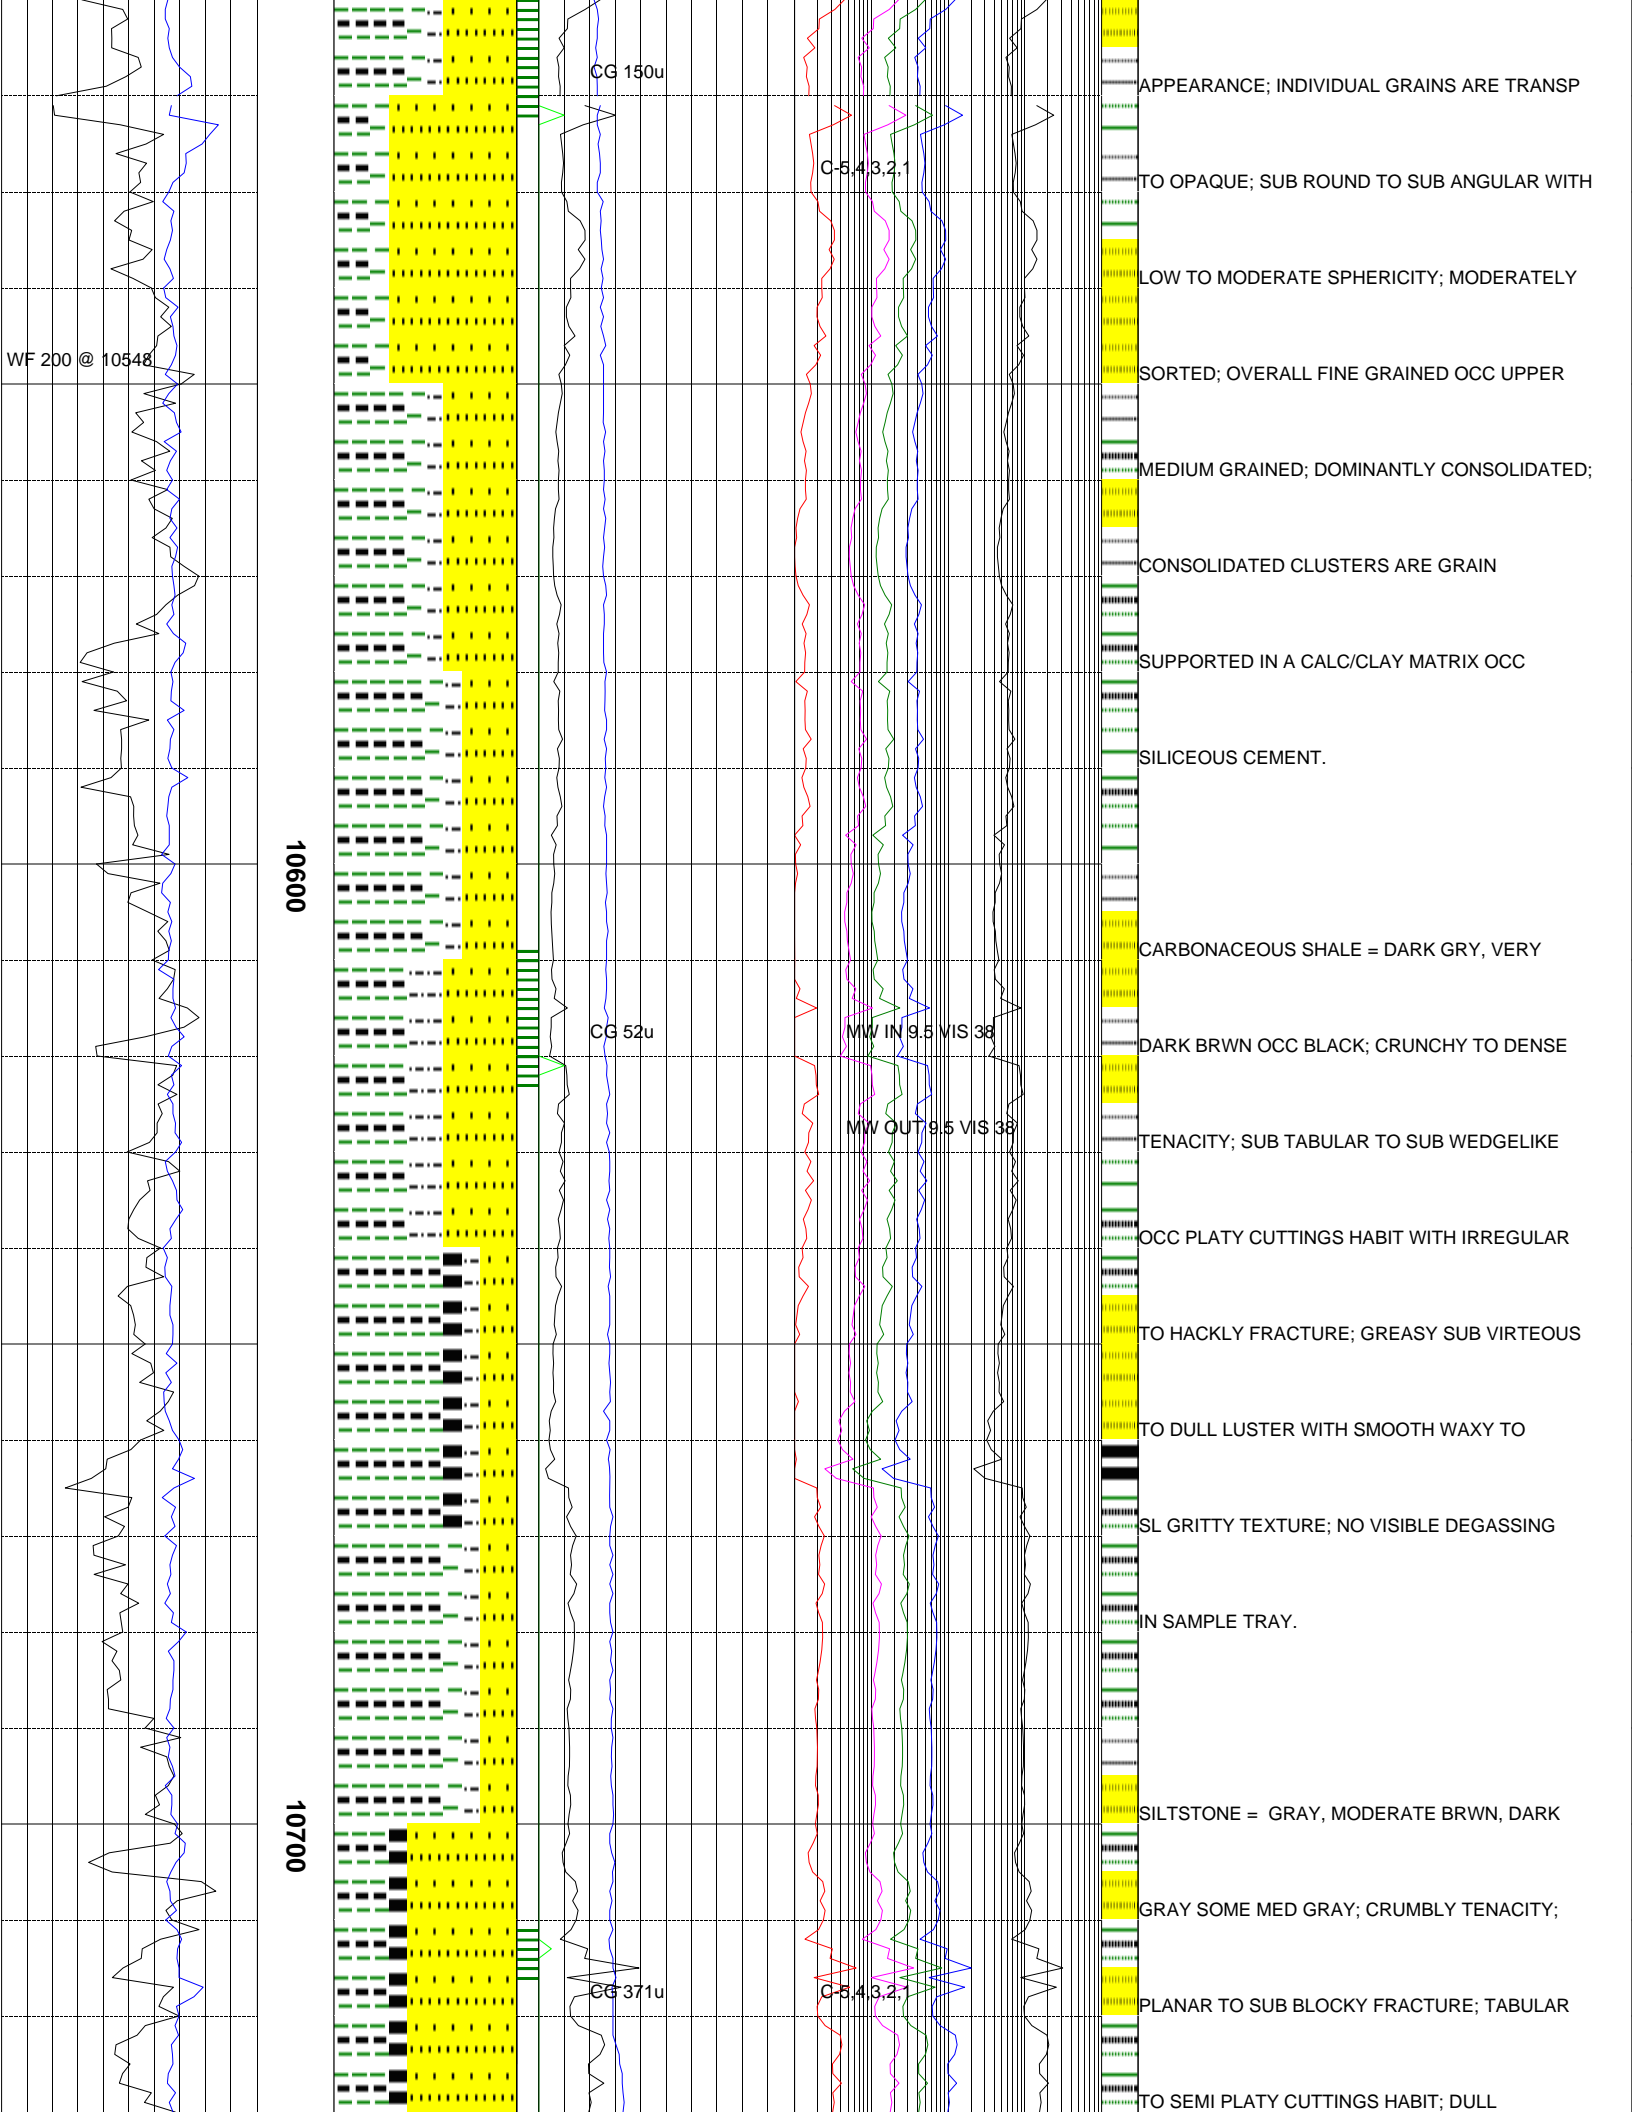 CG 150u
APPEARANCE; INDIVIDUAL GRAINS ARE TRANSP
C-5,4,3,2,1
TO OPAQUE; SUB ROUND TO SUB ANGULAR WITH
LOW TO MODERATE SPHERICITY; MODERATELY
WF 200 @ 10548
SORTED; OVERALL FINE GRAINED OCC UPPER
MEDIUM GRAINED; DOMINANTLY CONSOLIDATED;
CONSOLIDATED CLUSTERS ARE GRAIN
SUPPORTED IN A CALC/CLAY MATRIX OCC
SILICEOUS CEMENT.
10600
CARBONACEOUS SHALE = DARK GRY, VERY
CG 52u
MW IN 9.5 VIS 38
DARK BRWN OCC BLACK; CRUNCHY TO DENSE
MW OUT 9.5 VIS 38
TENACITY; SUB TABULAR TO SUB WEDGELIKE
OCC PLATY CUTTINGS HABIT WITH IRREGULAR
TO HACKLY FRACTURE; GREASY SUB VIRTEOUS
TO DULL LUSTER WITH SMOOTH WAXY TO
SL GRITTY TEXTURE; NO VISIBLE DEGASSING
IN SAMPLE TRAY.
SILTSTONE =  GRAY, MODERATE BRWN, DARK
10700
GRAY SOME MED GRAY; CRUMBLY TENACITY;
CG 371u
C-5,4,3,2,1
PLANAR TO SUB BLOCKY FRACTURE; TABULAR
TO SEMI PLATY CUTTINGS HABIT; DULL